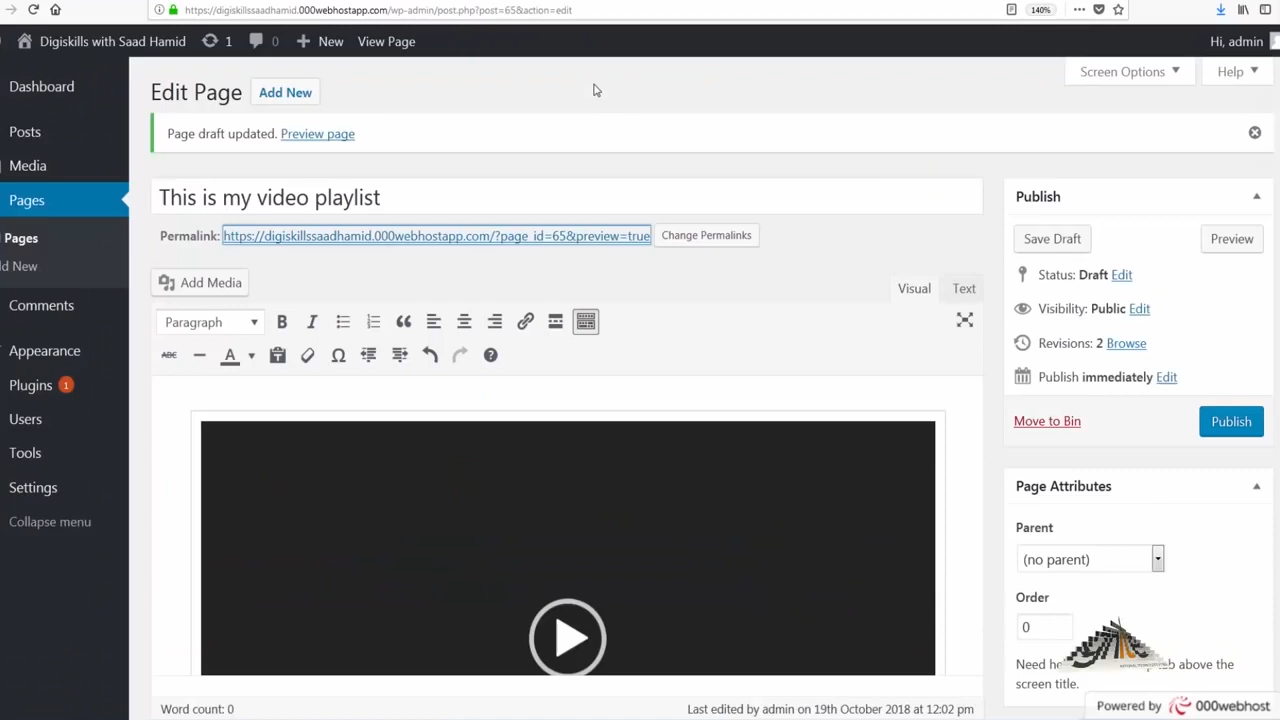 https://digiskillssaadhamid.000webhostapp.com/wp-admin/post.php?post=65&action=edit 140%
Digiskills with Saad Hamid 1 0 New View Page Hi, admin
Screen Options Help
Edit Page Add New
Page draft updated. Preview page
This is my video playlist
Permalink: https://digiskillssaadhamid.000webhostapp.com/?page_id=65&preview=true Change Permalinks
Add Media Visual Text
Paragraph B I
ABC A Ω
Word count: 0 Last edited by admin on 19th October 2018 at 12:02 pm
Dashboard
Posts
Media
Pages
Pages
d New
Comments
Appearance
Plugins 1
Users
Tools
Settings
Collapse menu
Publish
Save Draft Preview
Status: Draft Edit
Visibility: Public Edit
Revisions: 2 Browse
Publish immediately Edit
Move to Bin Publish
Page Attributes
Parent
(no parent)
Order
0
Need above the
screen title.
Powered by 000webhost